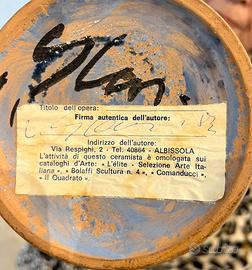 Titolo dell'opera:
Firma autentica dell'autore:
Indirizzo dell'autore:
Via Respighi, 2 - Tel. 40864 - ALBISSOLA
L'attività di questo ceramista è omologata sui
cataloghi d'Arte: « L'élite - Selezione Arte Ita-
liana », « Bolaffi Scultura n. 4 », « Comanducci »,
« Il Quadrato ».